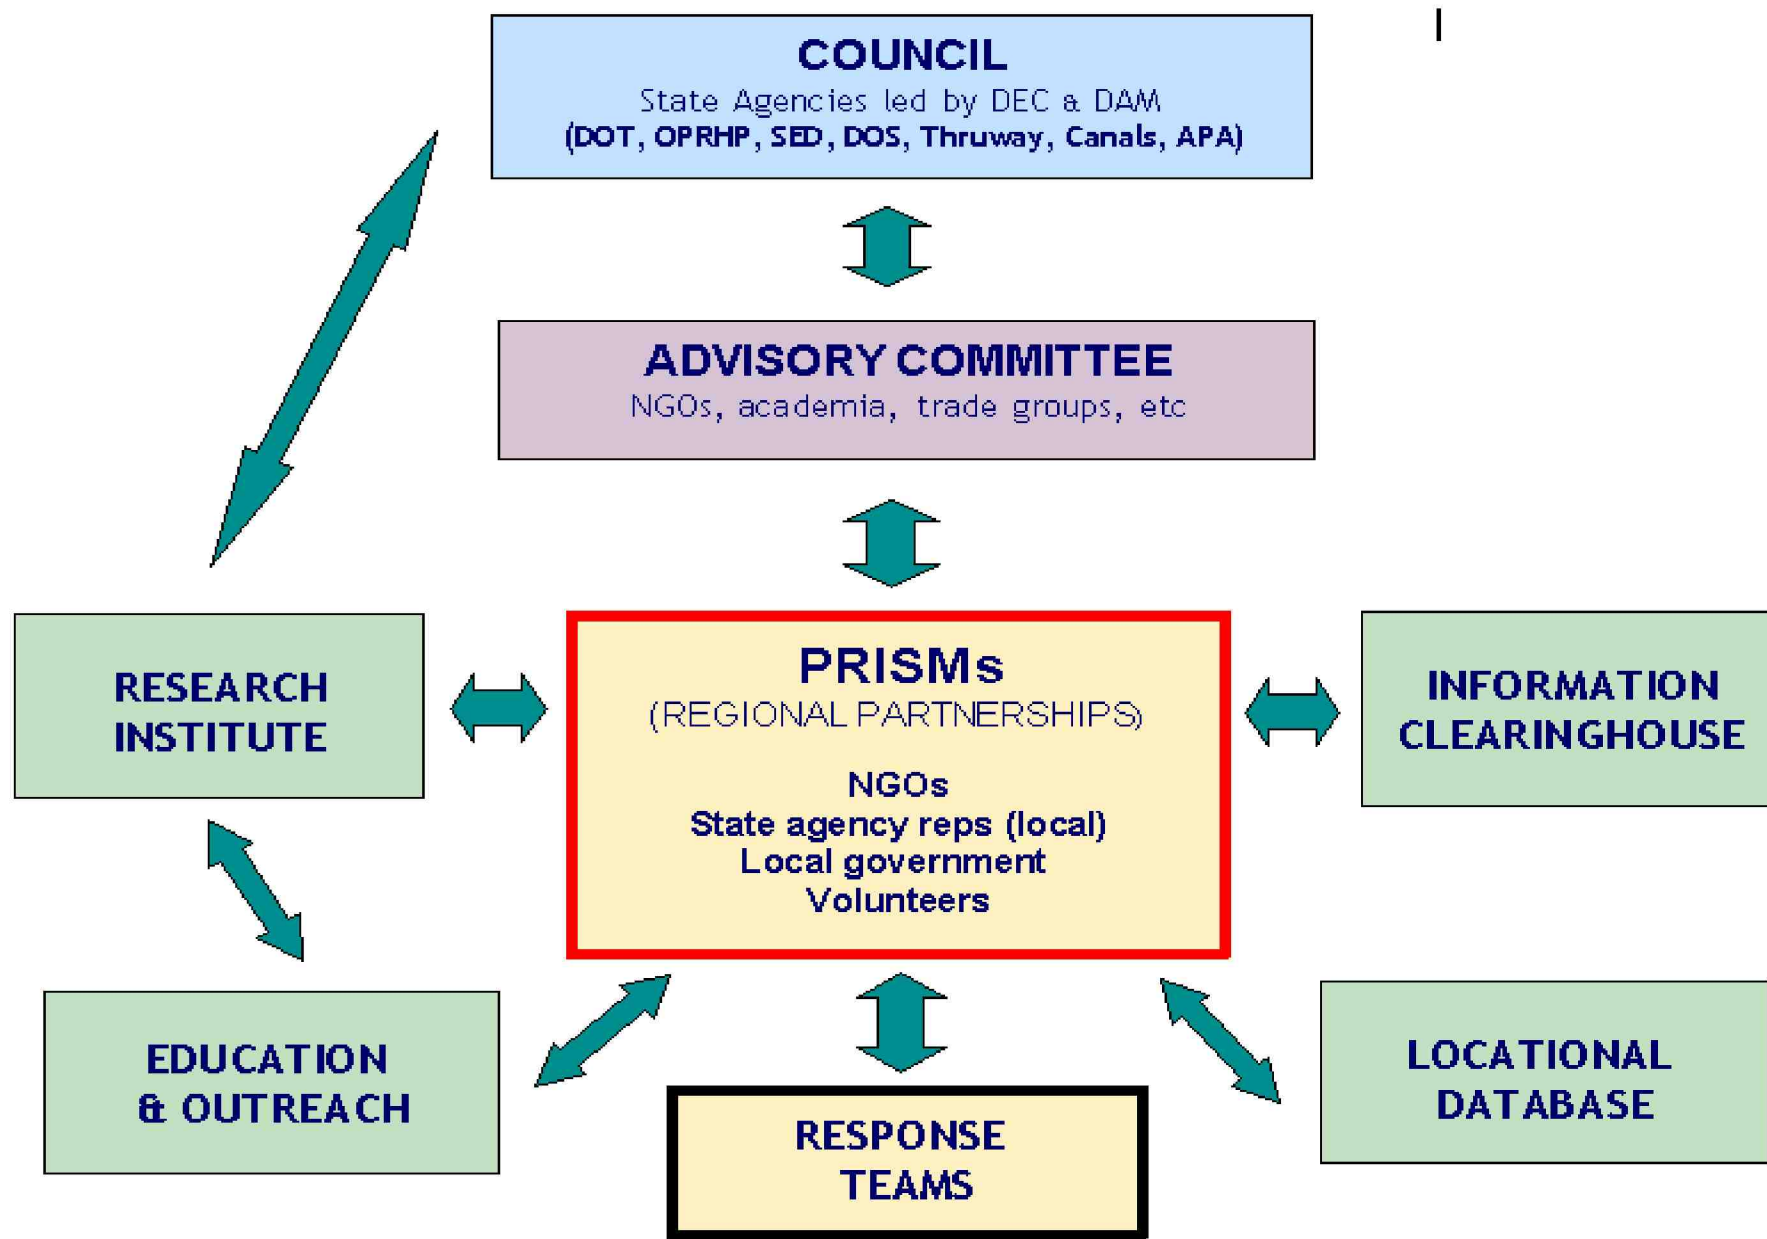 COUNCIL
State Agencies led by DEC & DAM
(DOT, OPRHP, SED, DOS, Thruway, Canals, APA)
ADVISORY COMMITTEE
NGOs, academia, trade groups, etc
RESEARCH
INSTITUTE
PRISMs
(REGIONAL PARTNERSHIPS)
NGOs
State agency reps (local)
Local government
Volunteers
INFORMATION
CLEARINGHOUSE
EDUCATION
& OUTREACH
RESPONSE
TEAMS
LOCATIONAL
DATABASE